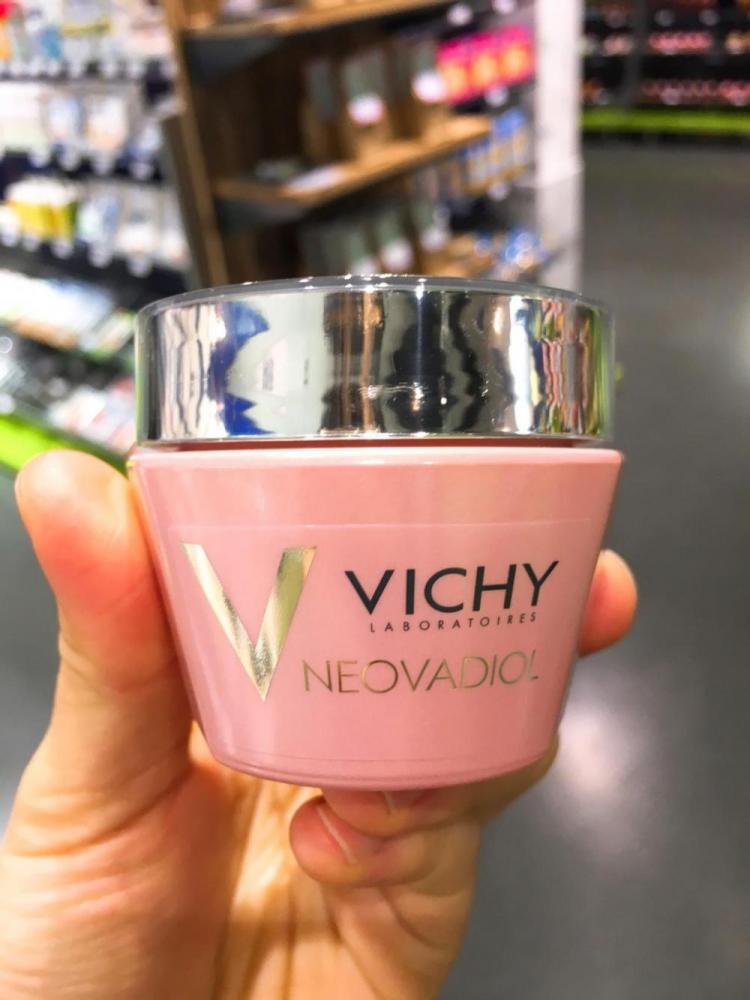 V
VICHY
LABORATOIRES
NEOVADIOL